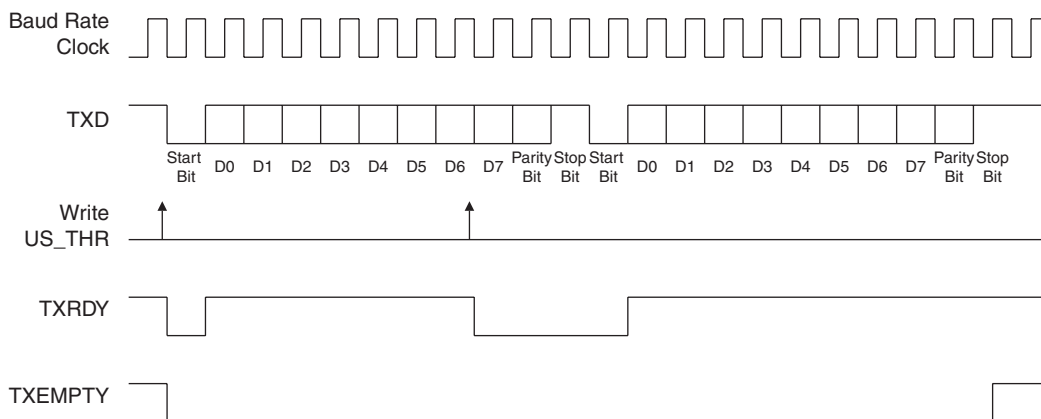 Baud Rate
Clock
TXD
Start
Bit
D0
D1
D2
D3
D4
D5
D6
D7
Parity
Bit
Stop
Bit
Start
Bit
D0
D1
D2
D3
D4
D5
D6
D7
Parity
Bit
Stop
Bit
Write
US_THR
TXRDY
TXEMPTY